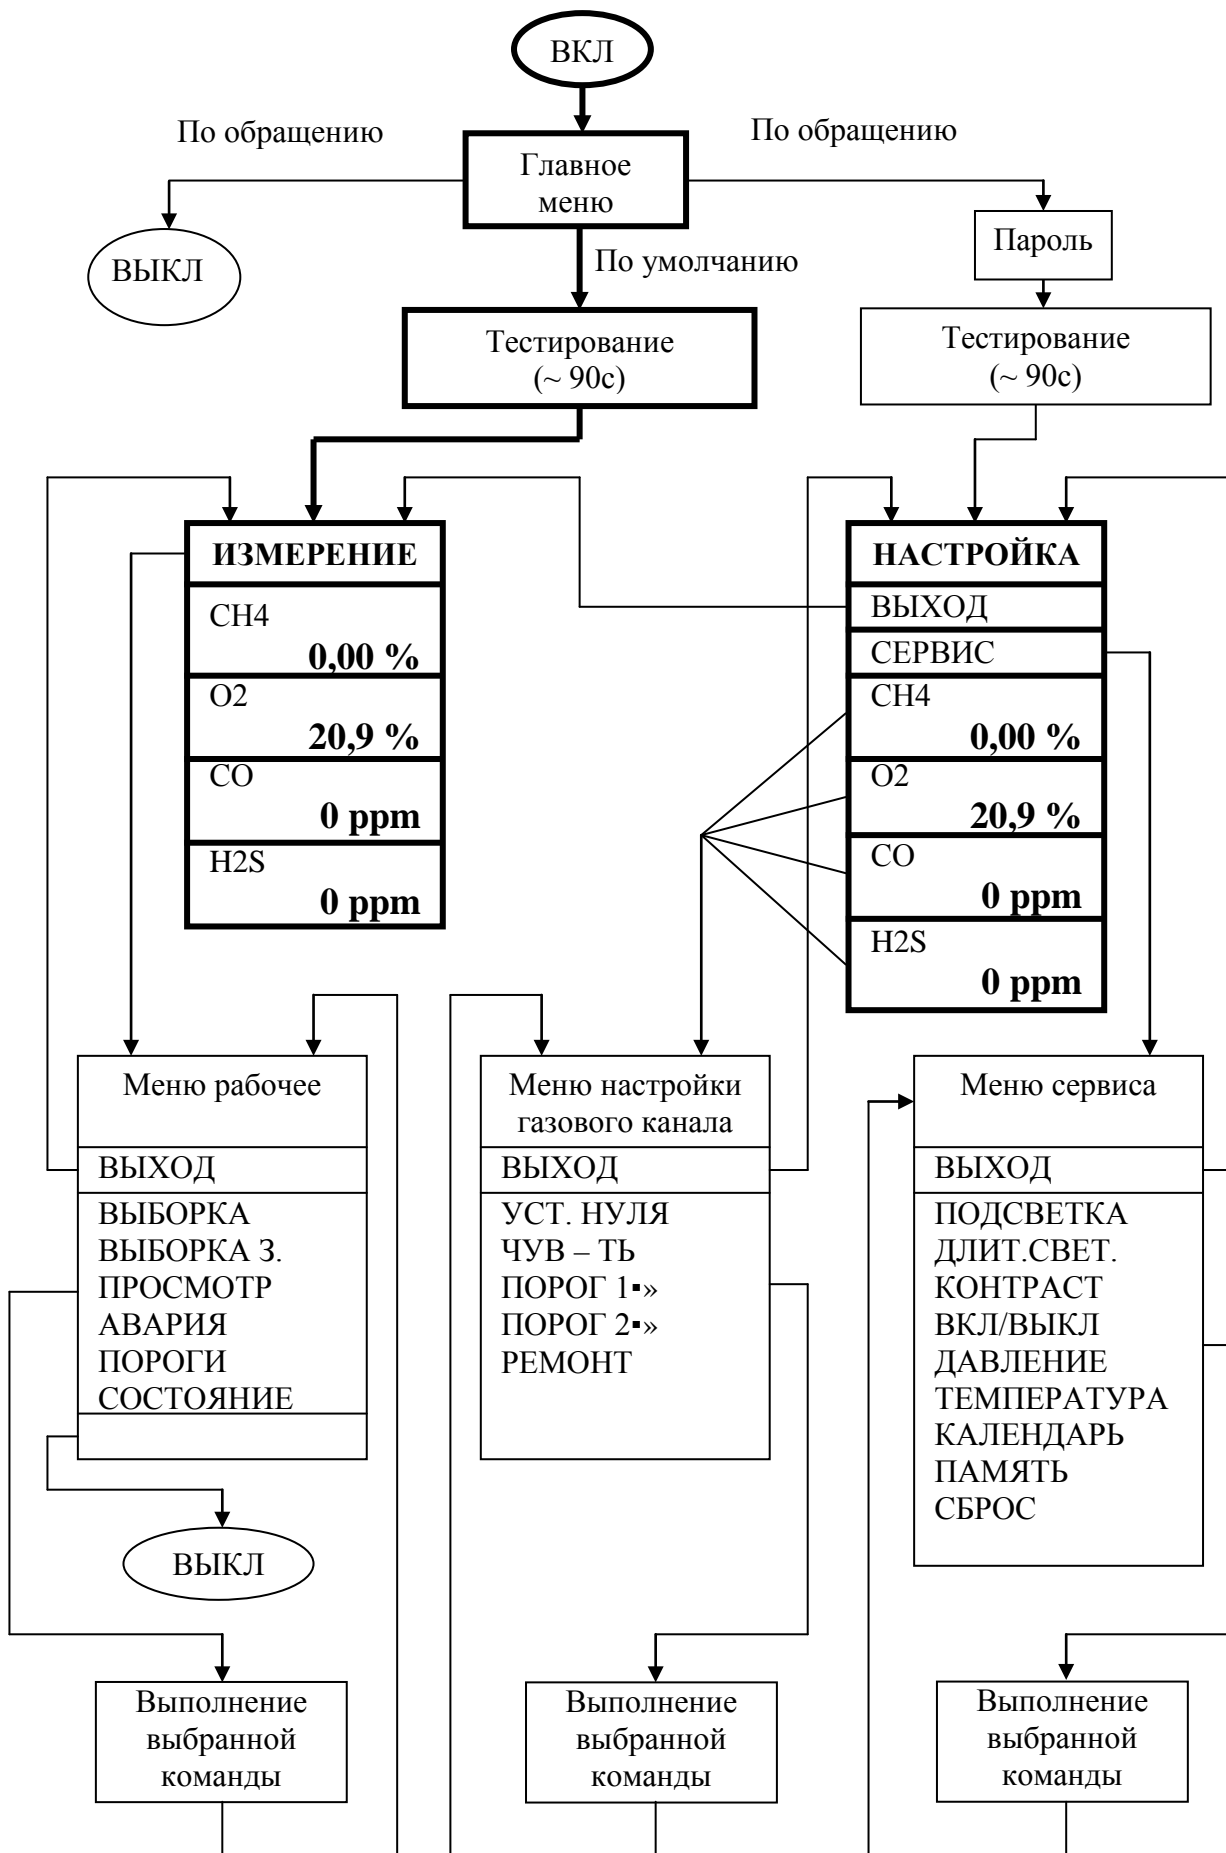 ВКЛ
По обращению
По обращению
Главное
меню
Пароль
ВЫКЛ
По умолчанию
Тестирование
(~ 90с)
Тестирование
(~ 90с)
ИЗМЕРЕНИЕ
CH4
0,00 %
O2
20,9 %
CO
0 ppm
H2S
0 ppm
НАСТРОЙКА
ВЫХОД
СЕРВИС
CH4
0,00 %
O2
20,9 %
CO
0 ppm
H2S
0 ppm
Меню рабочее
ВЫХОД
ВЫБОРКА
ВЫБОРКА З.
ПРОСМОТР
АВАРИЯ
ПОРОГИ
СОСТОЯНИЕ
ВЫКЛ
Меню настройки
газового канала
ВЫХОД
УСТ. НУЛЯ
ЧУВ – ТЬ
ПОРОГ 1▪»
ПОРОГ 2▪»
РЕМОНТ
Меню сервиса
ВЫХОД
ПОДСВЕТКА
ДЛИТ.СВЕТ.
КОНТРАСТ
ВКЛ/ВЫКЛ
ДАВЛЕНИЕ
ТЕМПЕРАТУРА
КАЛЕНДАРЬ
ПАМЯТЬ
СБРОС
Выполнение
выбранной
команды
Выполнение
выбранной
команды
Выполнение
выбранной
команды